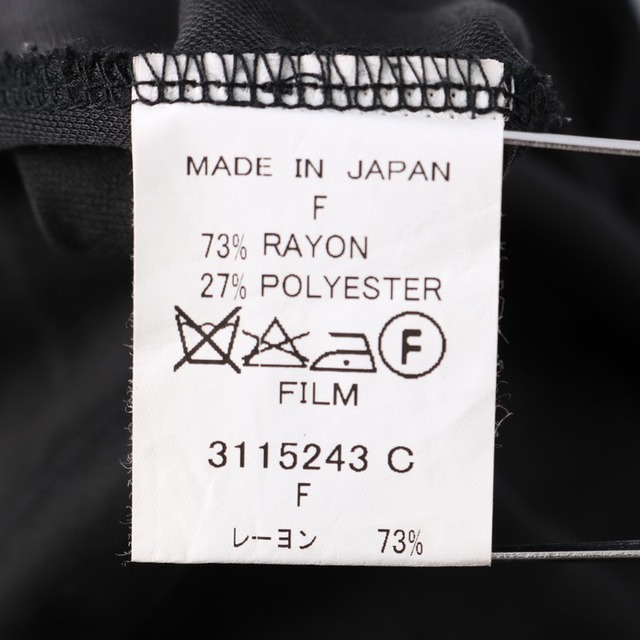 MADE IN JAPAN
F
73% RAYON
27% POLYESTER
F
FILM
3115243 C
F
レーヨン 73%